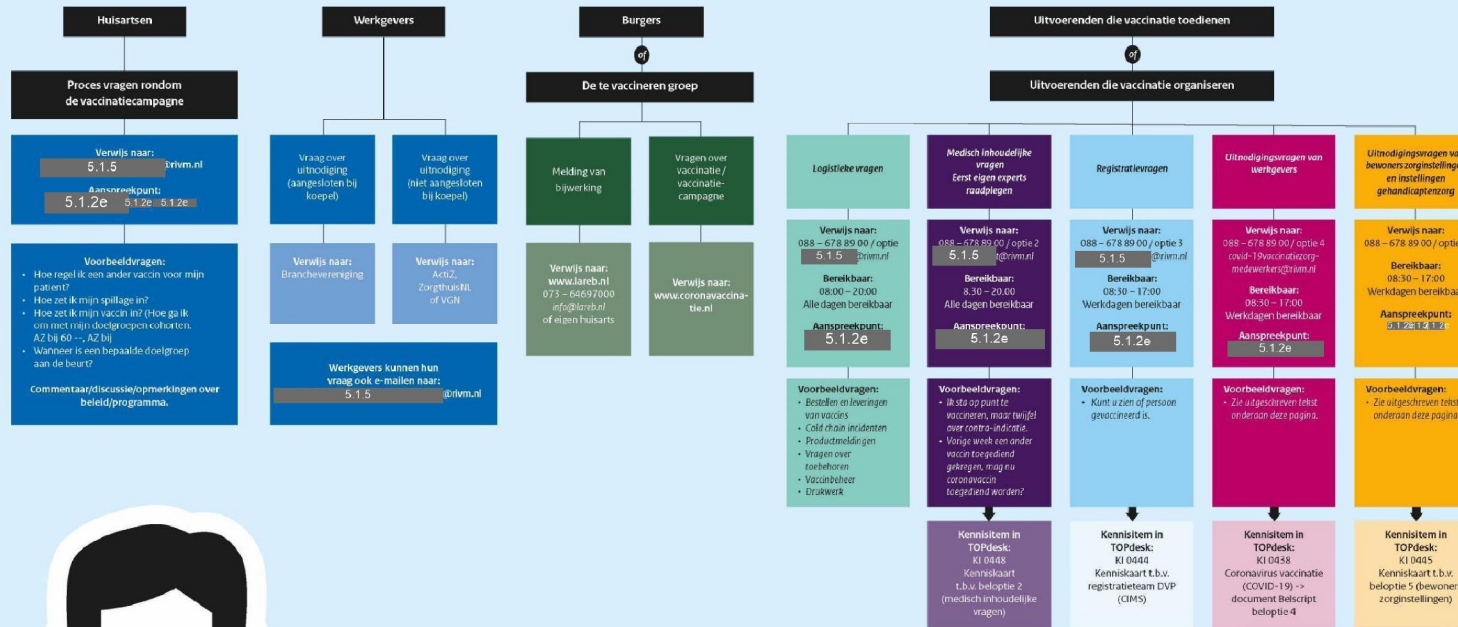 Huisartsen
Proces vragen rondom
de vaccinatiecampagne
Verwijs naar:
5.1.5 @rivm.nl
Aanspreekpunt:
5.1.2e 5.1.2e 5.1.2e
Voorbeeldvragen:
• Hoe regel ik een ander vaccin voor mijn
patient?
• Hoe zet ik mijn spillage in?
• Hoe zet ik mijn vaccin in? (Hoe ga ik
om met mijn doelgroepen cohorten.
AZ bij 60 --, AZ bij
• Wanneer is een bepaalde doelgroep
aan de beurt?
Commentaar/discussie/opmerkingen over
beleid/programma.
Werkgevers
Vraag over
uitnodiging
(aangesloten bij
koepel)
Verwijs naar:
Branchevereniging
Vraag over
uitnodiging
(niet aangesloten
bij koepel)
Verwijs naar:
ActiZ,
ZorgthuisNL
of VGN
Werkgevers kunnen hun
vraag ook e-mailen naar:
5.1.5 @rivm.nl
Burgers
of
De te vaccineren groep
Melding van
bijwerking
Verwijs naar:
www.lareb.nl
073 – 64697000
info@lareb.nl
of eigen huisarts
Vragen over
vaccinatie /
vaccinatie-
campagne
Verwijs naar:
www.coronavaccina-
tie.nl
Uitvoerenden die vaccinatie toedienen
of
Uitvoerenden die vaccinatie organiseren
Logistieke vragen
Verwijs naar:
088 – 678 89 00 / optie
5.1.5 @rivm.nl
Bereikbaar:
08:00 – 20:00
Alle dagen bereikbaar
Aanspreekpunt:
5.1.2e
Voorbeeldvragen:
• Bestellen en leveringen
van vaccins
• Cold chain incidenten
• Productmeldingen
• Vragen over
toebehoren
• Vaccinbeheer
• Drukwerk
Medisch inhoudelijke
vragen
Eerst eigen experts
raadplegen
Verwijs naar:
088 – 678 89 00 / optie 2
5.1.5 t@rivm.nl
Bereikbaar:
8.30 – 20.00
Alle dagen bereikbaar
Aanspreekpunt:
5.1.2e
Voorbeeldvragen:
• Ik sta op punt te
vaccineren, maar twijfel
over contra-indicatie.
• Vorige week een ander
vaccin toegediend
gekregen, mag nu
coronavaccin
toegediend worden?
Kennisitem in
TOPdesk:
KI 0448
Kenniskaart
t.b.v. beloptie 2
(medisch inhoudelijke
vragen)
Registratievragen
Verwijs naar:
088 – 678 89 00 / optie 3
5.1.5 @rivm.nl
Bereikbaar:
08:30 – 17:00
Werkdagen bereikbaar
Aanspreekpunt:
5.1.2e
Voorbeeldvragen:
• Kunt u zien of persoon
gevaccineerd is.
Kennisitem in
TOPdesk:
KI 0444
Kenniskaart t.b.v.
registratieteam DVP
(CIMS)
Uitnodigingsvragen van
werkgevers
Verwijs naar:
088 – 678 89 00 / optie 4
covid-19vaccinatiezorg-
medewerkers@rivm.nl
Bereikbaar:
08:30 – 17:00
Werkdagen bereikbaar
Aanspreekpunt:
5.1.2e
Voorbeeldvragen:
• Zie uitgeschreven tekst
onderaan deze pagina.
Kennisitem in
TOPdesk:
KI 0438
Coronavirus vaccinatie
(COVID-19) ->
document Belscript
beloptie 4
Uitnodigingsvragen va
bewoners zorginstelling
en instellingen
gehandicaptenzorg
Verwijs naar:
088 – 678 89 00 / optie
Bereikbaar:
08:30 – 17:00
Werkdagen bereikbaar
Aanspreekpunt:
Voorbeeldvragen:
• Zie uitgeschreven tekst
onderaan deze pagina
Kennisitem in
TOPdesk:
KI 0445
Kenniskaart t.b.v.
beloptie 5 (bewoner
zorginstellingen)